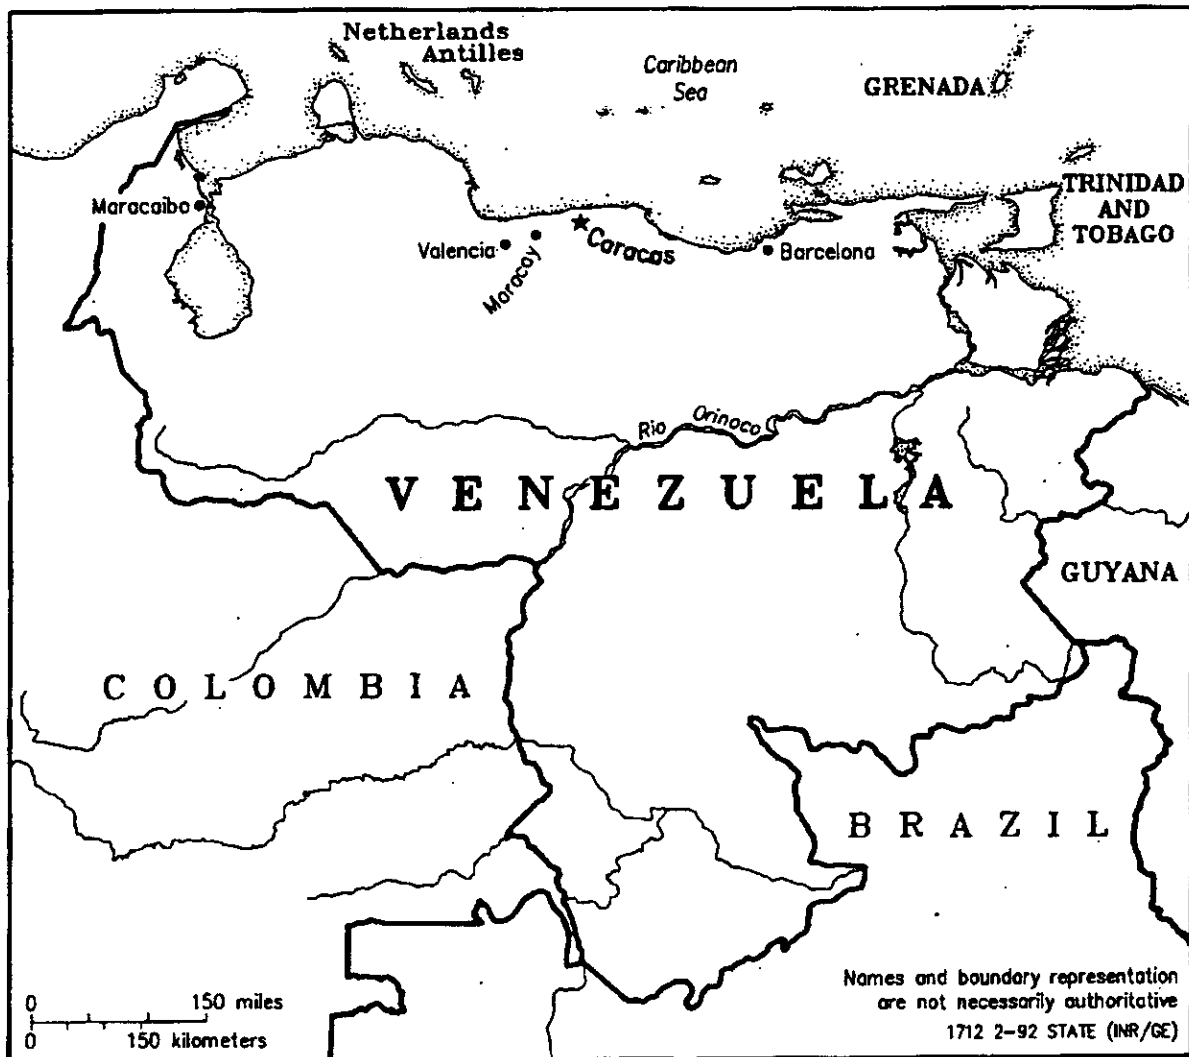 Netherlands
Antilles
Caribbean
Sea
GRENADA
TRINIDAD
AND
TOBAGO
Maracaibo
Valencia
Maracay
Caracas
Barcelona
Rio Orinoco
VENEZUELA
GUYANA
COLOMBIA
BRAZIL
0 150 miles
0 150 kilometers
Names and boundary representation
are not necessarily authoritative
1712 2-92 STATE (INR/GE)